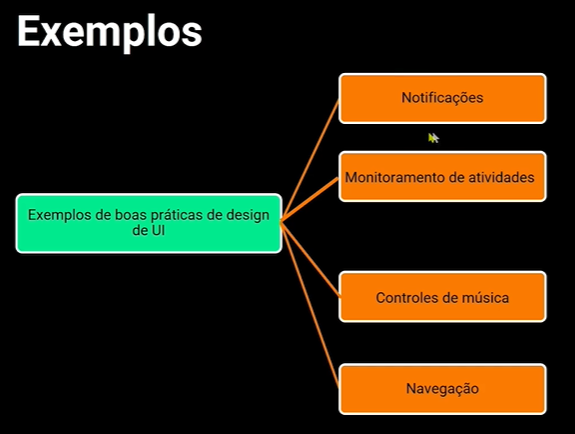 Exemplos
Notificações
Monitoramento de atividades
Exemplos de boas práticas de design
de UI
Controles de música
Navegação